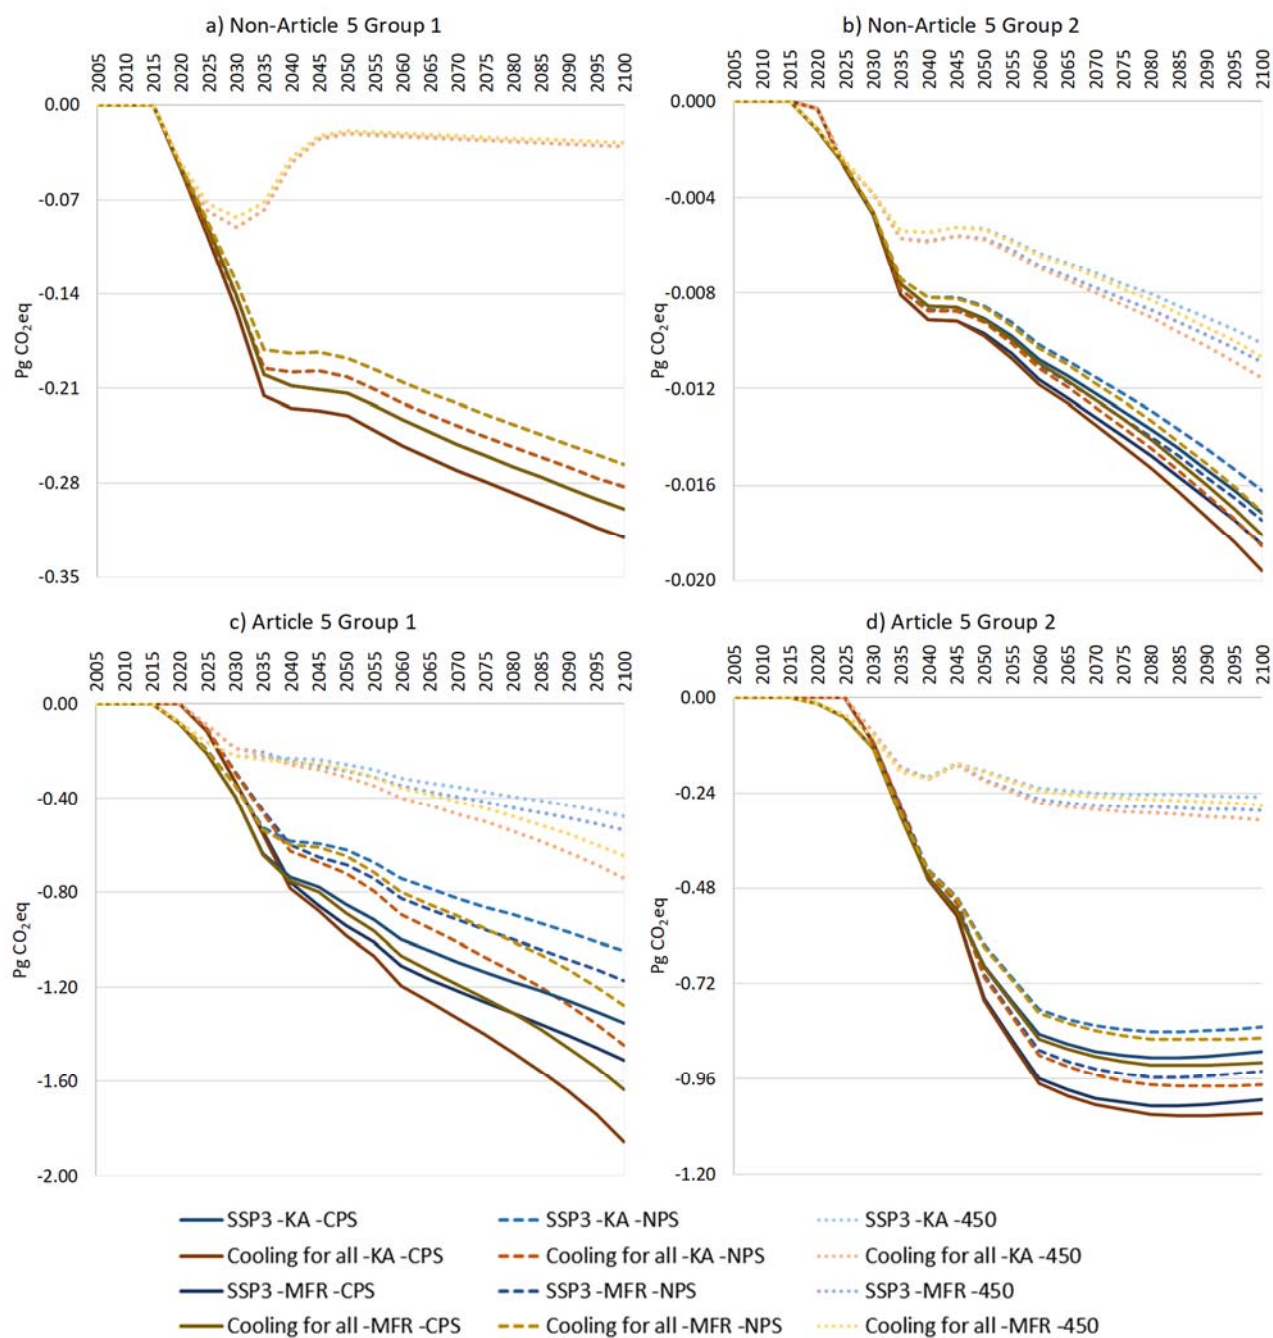 a) Non-Article 5 Group 1
2005 2010 2015 2020 2025 2030 2035 2040 2045 2050 2060 2065 2070 2075 2080 2085 2090 2095 2100
0.00
-0.07
-0.14
-0.21
-0.28
-0.35
Pg CO2eq
b) Non-Article 5 Group 2
2005 2010 2015 2020 2025 2030 2035 2040 2045 2050 2060 2065 2070 2075 2080 2085 2090 2095 2100
0.000
-0.004
-0.008
-0.012
-0.016
-0.020
Pg CO2eq
c) Article 5 Group 1
2005 2010 2015 2020 2025 2030 2035 2040 2045 2050 2060 2065 2070 2075 2080 2085 2090 2095 2100
0.00
-0.40
-0.80
-1.20
-1.60
-2.00
Pg CO2eq
d) Article 5 Group 2
2005 2010 2015 2020 2025 2030 2035 2040 2045 2050 2060 2065 2070 2075 2080 2085 2090 2095 2100
0.00
-0.24
-0.48
-0.72
-0.96
-1.20
Pg CO2eq
SSP3 -KA -CPS SSP3 -KA -NPS SSP3 -KA -450
Cooling for all -KA -CPS Cooling for all -KA -NPS Cooling for all -KA -450
SSP3 -MFR -CPS SSP3 -MFR -NPS SSP3 -MFR -450
Cooling for all -MFR -CPS Cooling for all -MFR -NPS Cooling for all -MFR -450